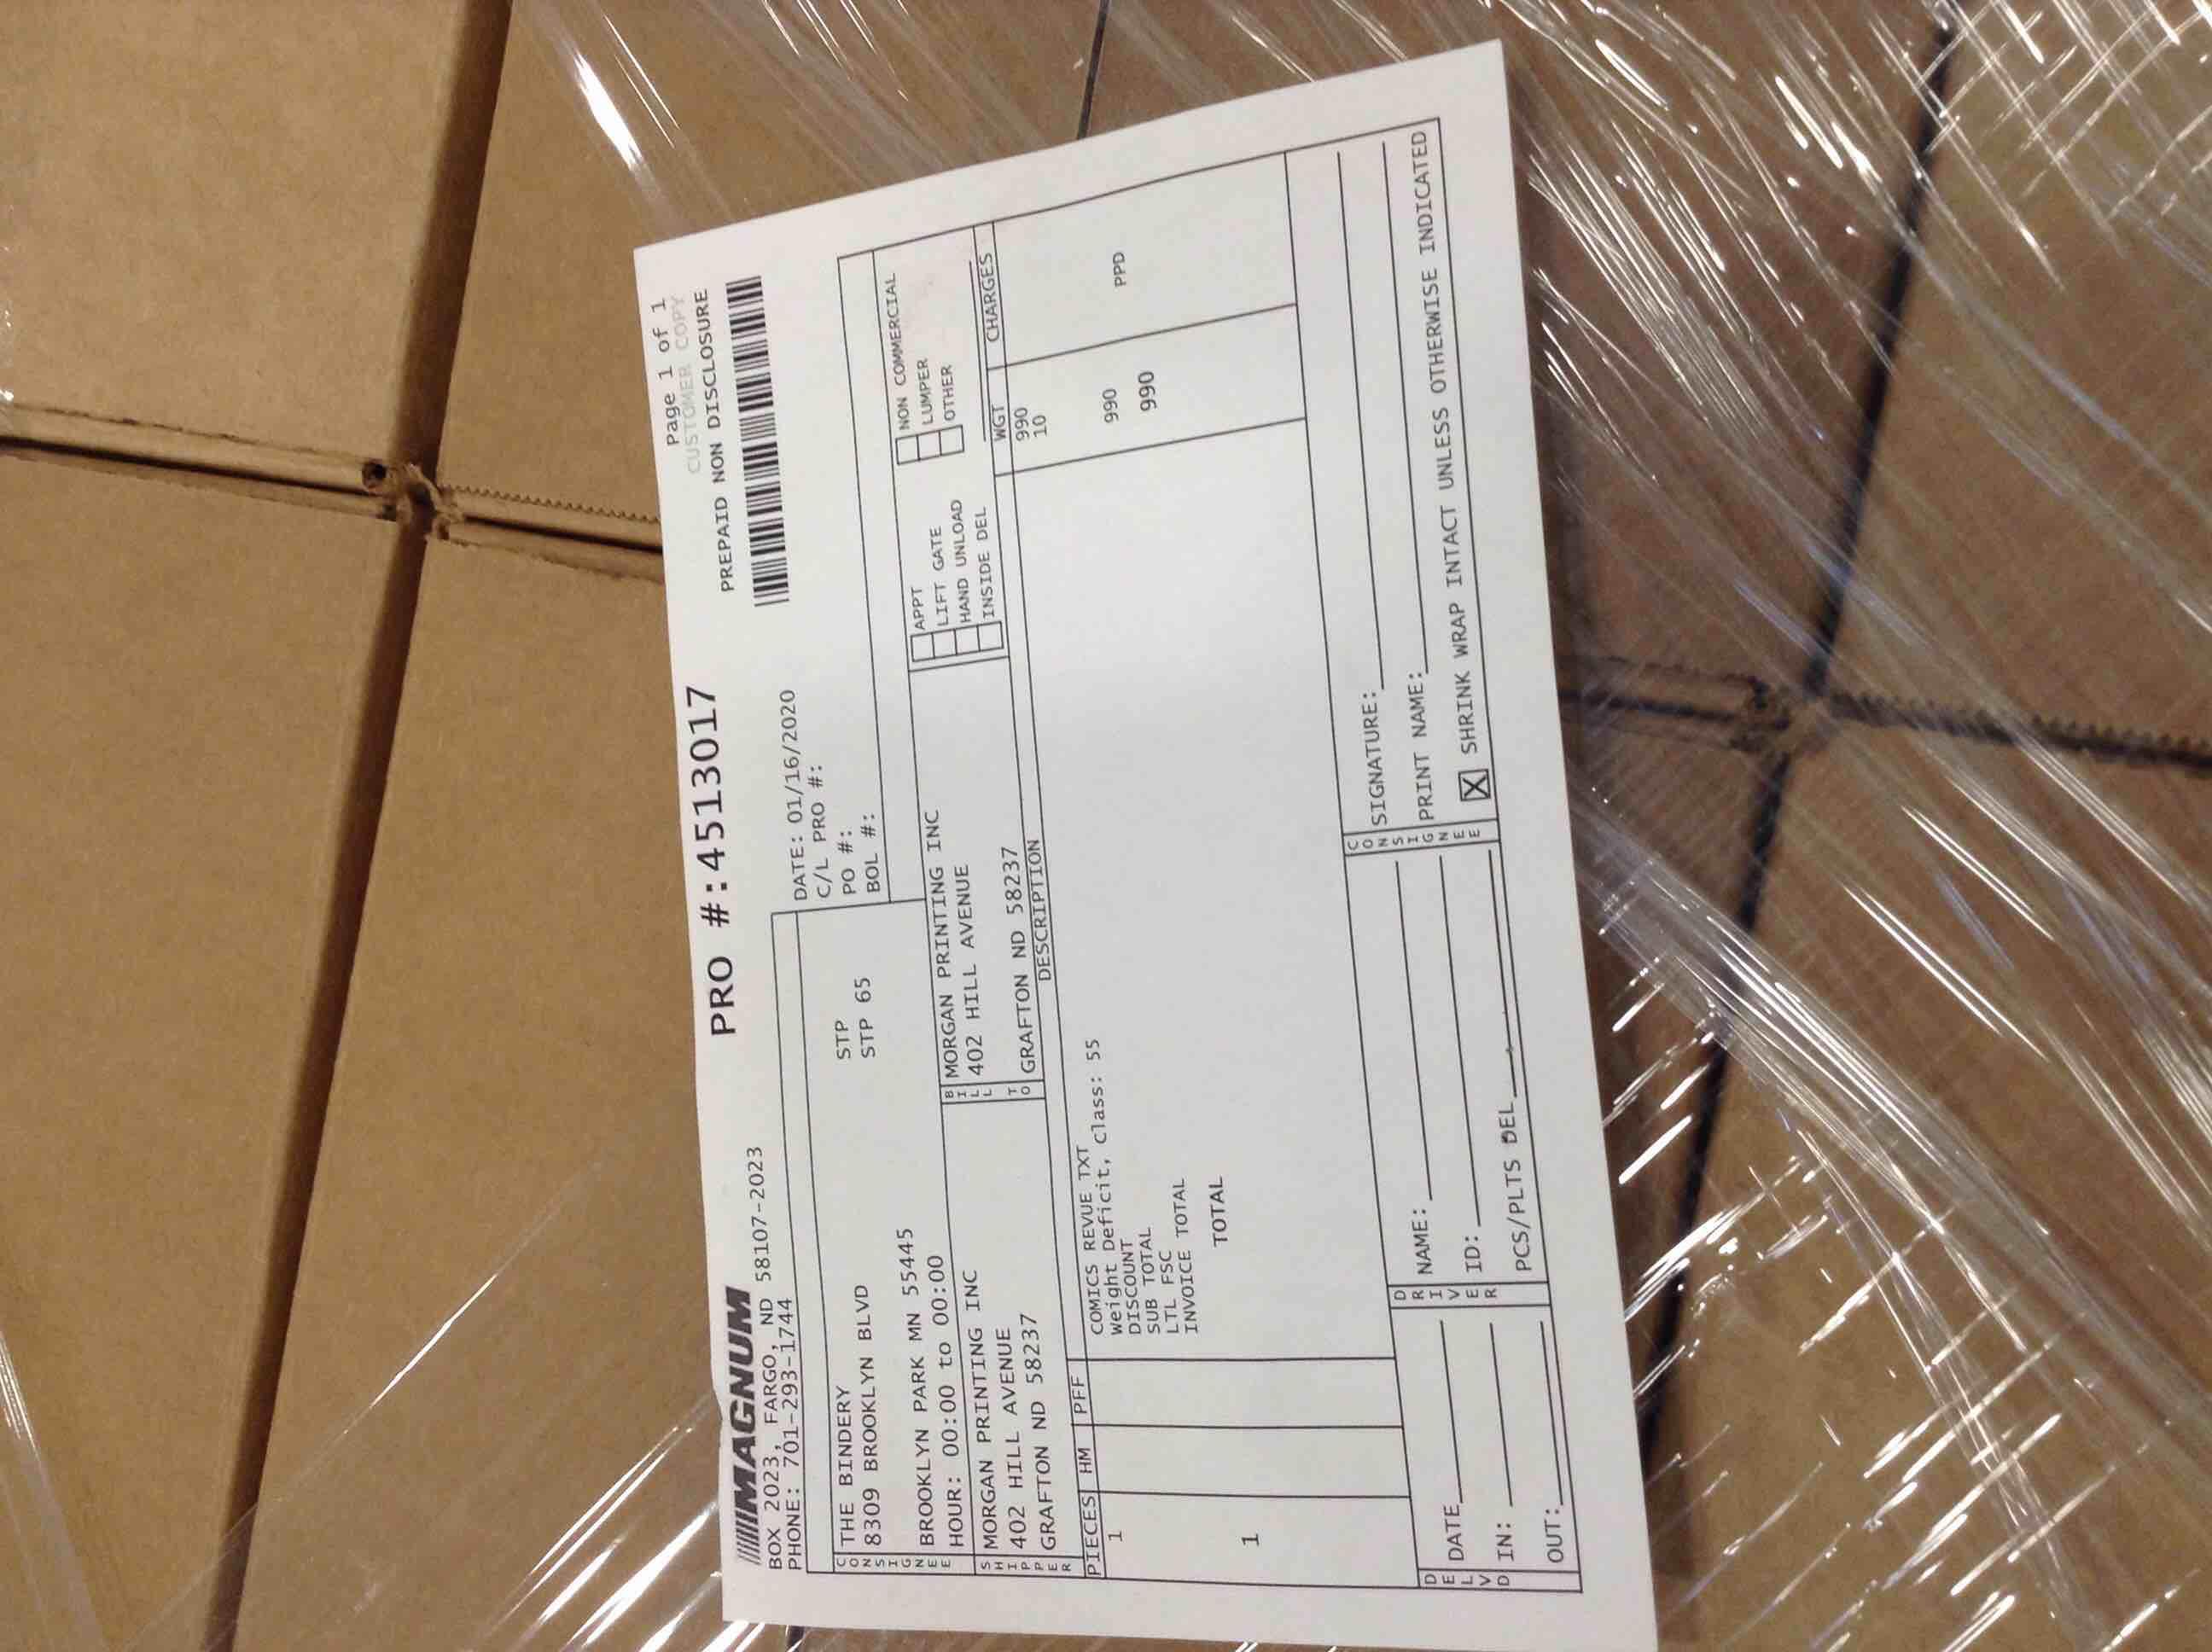 Page 1 of 1
CUSTOMER COPY
MAGNUM
PRO #:4513017
PREPAID NON DISCLOSURE
BOX 2023, FARGO, ND 58107-2023
PHONE: 701-293-1744
DATE: 01/16/2020
C/L PRO #:
PO #:
BOL #:
CONSIGNEE
THE BINDERY STP
8309 BROOKLYN BLVD STP 65
BROOKLYN PARK MN 55445
HOUR: 00:00 to 00:00
SHIPPER
MORGAN PRINTING INC
402 HILL AVENUE
GRAFTON ND 58237
BILL TO
MORGAN PRINTING INC
402 HILL AVENUE
GRAFTON ND 58237
APPT
LIFT GATE
HAND UNLOAD
INSIDE DEL
NON COMMERCIAL
LUMPER
OTHER
PIECES HM PFF DESCRIPTION WGT CHARGES
1 COMICS REVUE TXT 990
Weight Deficit, Class: 55 10
DISCOUNT
SUB TOTAL
LTL FSC
INVOICE TOTAL 990 PPD
1 TOTAL 990
DELVD
DATE
IN:
OUT:
DRIVER
NAME:
ID:
PCS/PLTS DEL
CONSIGNEE
SIGNATURE:
PRINT NAME:
X SHRINK WRAP INTACT UNLESS OTHERWISE INDICATED